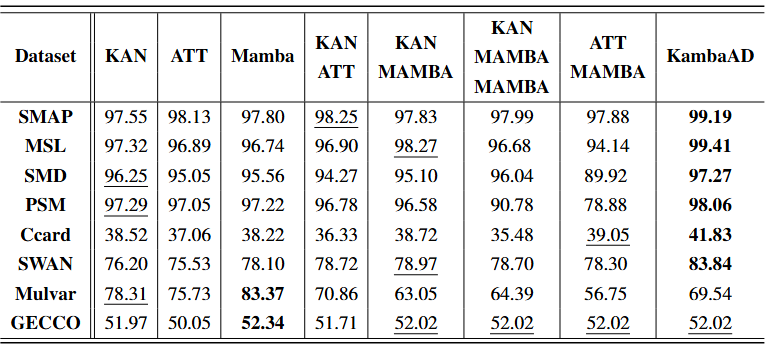 Dataset KAN ATT Mamba KAN ATT KAN MAMBA KAN MAMBA MAMBA ATT MAMBA KambaAD
SMAP 97.55 98.13 97.80 98.25 97.83 97.99 97.88 99.19
MSL 97.32 96.89 96.74 96.90 98.27 96.68 94.14 99.41
SMD 96.25 95.05 95.56 94.27 95.10 96.04 89.92 97.27
PSM 97.29 97.05 97.22 96.78 96.58 90.78 78.88 98.06
Ccard 38.52 37.06 38.22 36.33 38.72 35.48 39.05 41.83
SWAN 76.20 75.53 78.10 78.72 78.97 78.70 78.30 83.84
Mulvar 78.31 75.73 83.37 70.86 63.05 64.39 56.75 69.54
GECCO 51.97 50.05 52.34 51.71 52.02 52.02 52.02 52.02